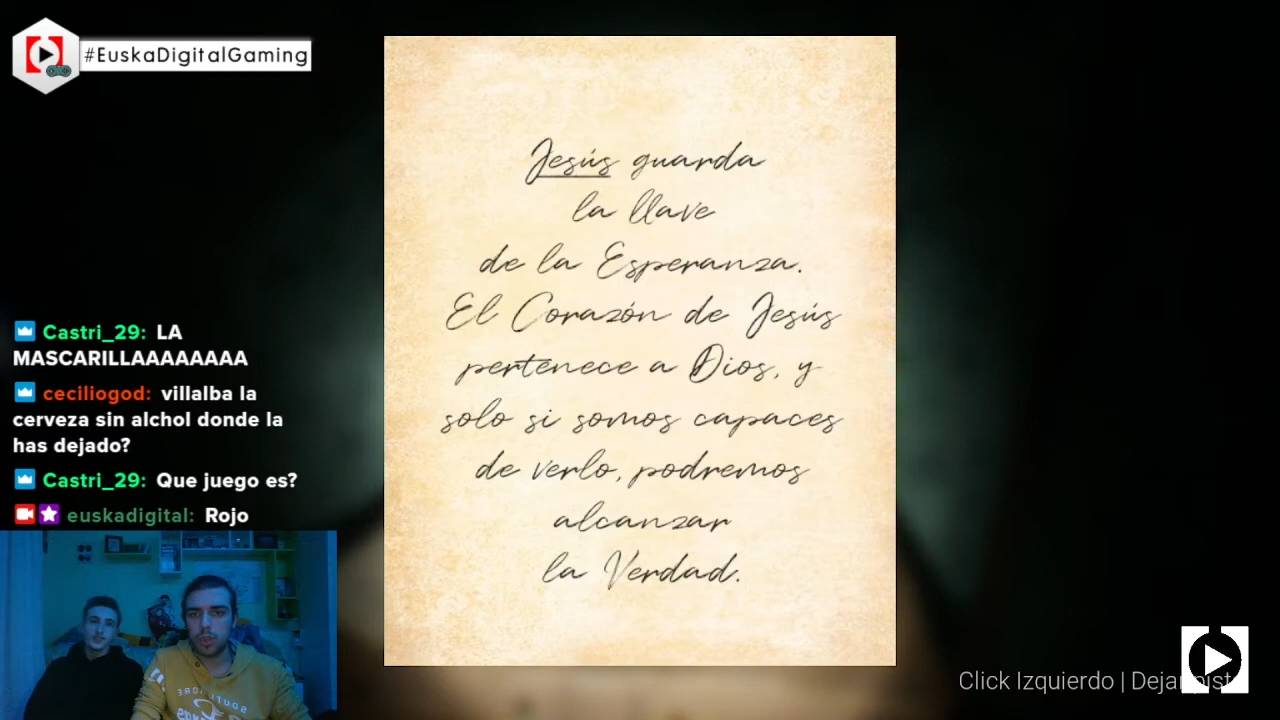 #EuskaDigitalGaming
Jesús guarda
la llave
de la Esperanza.
El Corazón de Jesús
pertenece a Dios, y
solo si somos capaces
de verlo, podremos
alcanzar
la Verdad.
Castri_29: LA
MASCARILLAAAAAAAA
ceciliogod: villalba la
cerveza sin alchol donde la
has dejado?
Castri_29: Que juego es?
euskadigital: Rojo
Click Izquierdo | Dejar